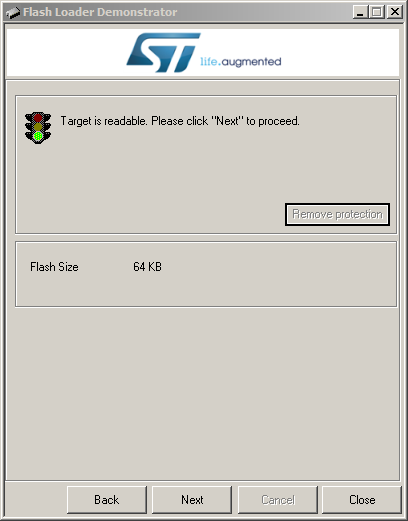 Flash Loader Demonstrator
ST
life.augmented
Target is readable. Please click "Next" to proceed.
Remove protection
Flash Size 64 KB
Back Next Cancel Close